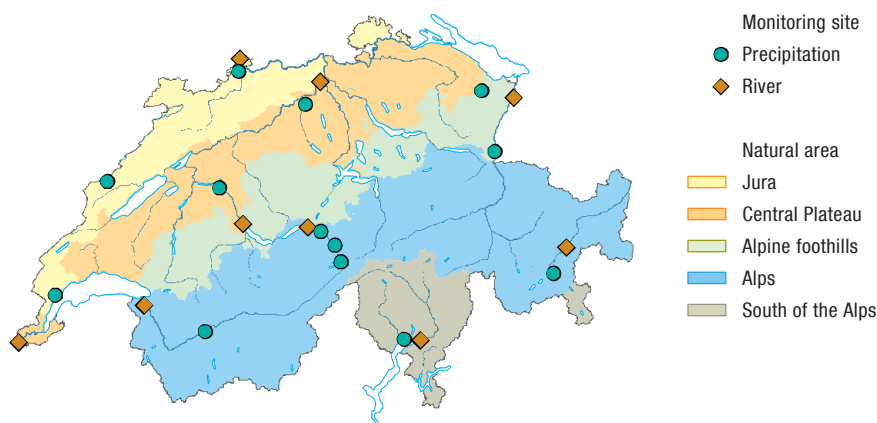 Monitoring site
Precipitation
River
Natural area
Jura
Central Plateau
Alpine foothills
Alps
South of the Alps